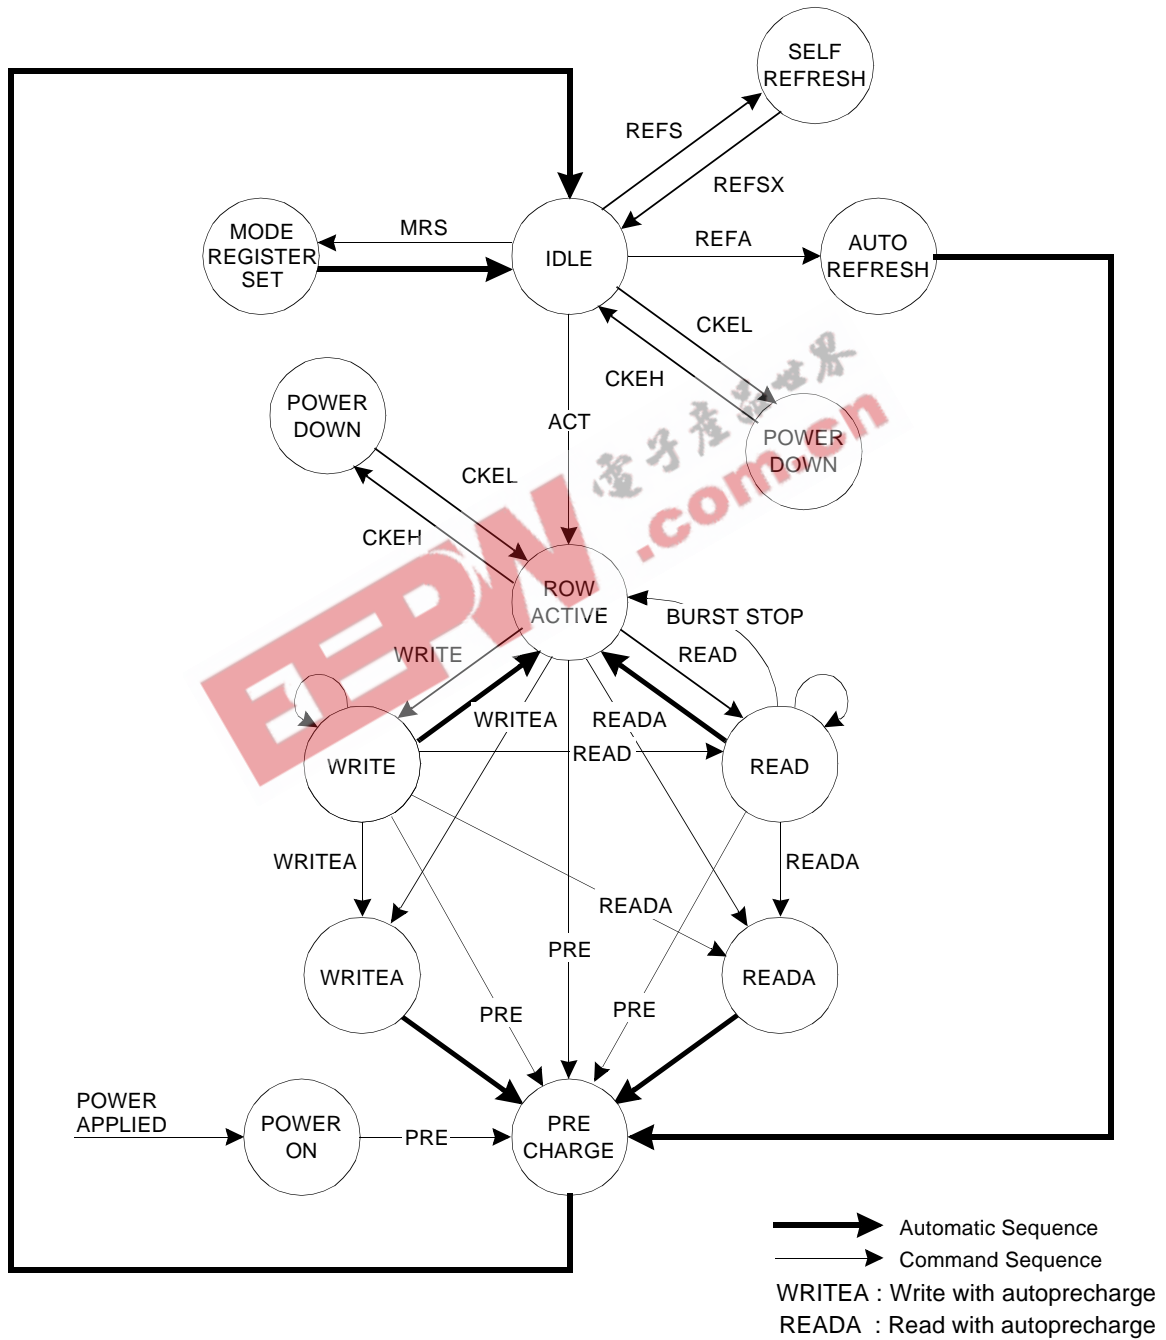 SELF
REFRESH
REFS
REFSX
MODE
REGISTER
SET
MRS
IDLE
REFA
AUTO
REFRESH
CKEL
CKEH
POWER
DOWN
ACT
POWER
DOWN
CKEL
CKEH
電子產品世界
EEPW
.com.cn
ROW
ACTIVE
BURST STOP
WRITE
READ
WRITEA
READA
WRITE
READ
READ
WRITEA
READA
READA
PRE
WRITEA
READA
PRE
PRE
POWER
APPLIED
POWER
ON
PRE
PRE
CHARGE
Automatic Sequence
Command Sequence
WRITEA : Write with autoprecharge
READA : Read with autoprecharge